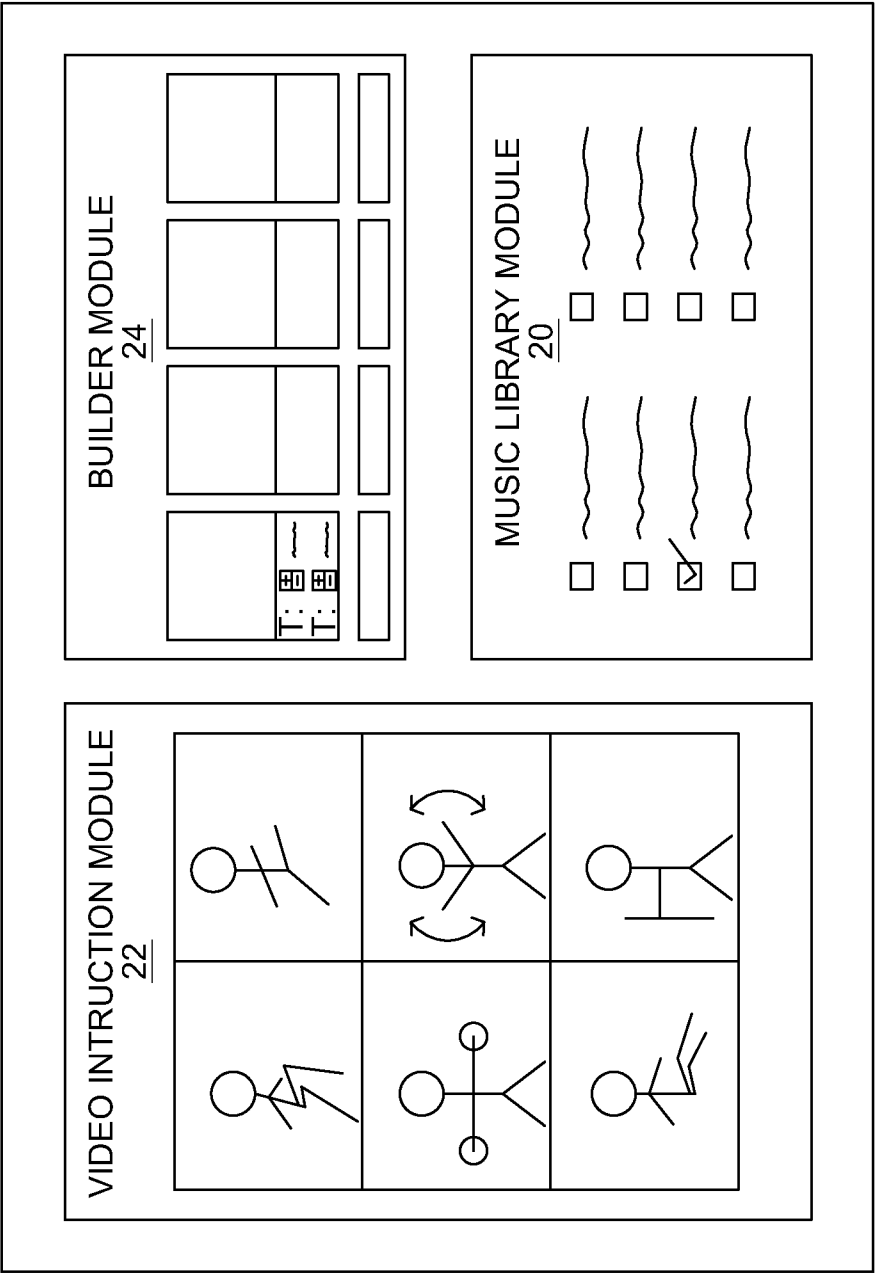 VIDEO INTRUCTION MODULE
22
BUILDER MODULE
24
T:
T:
MUSIC LIBRARY MODULE
20